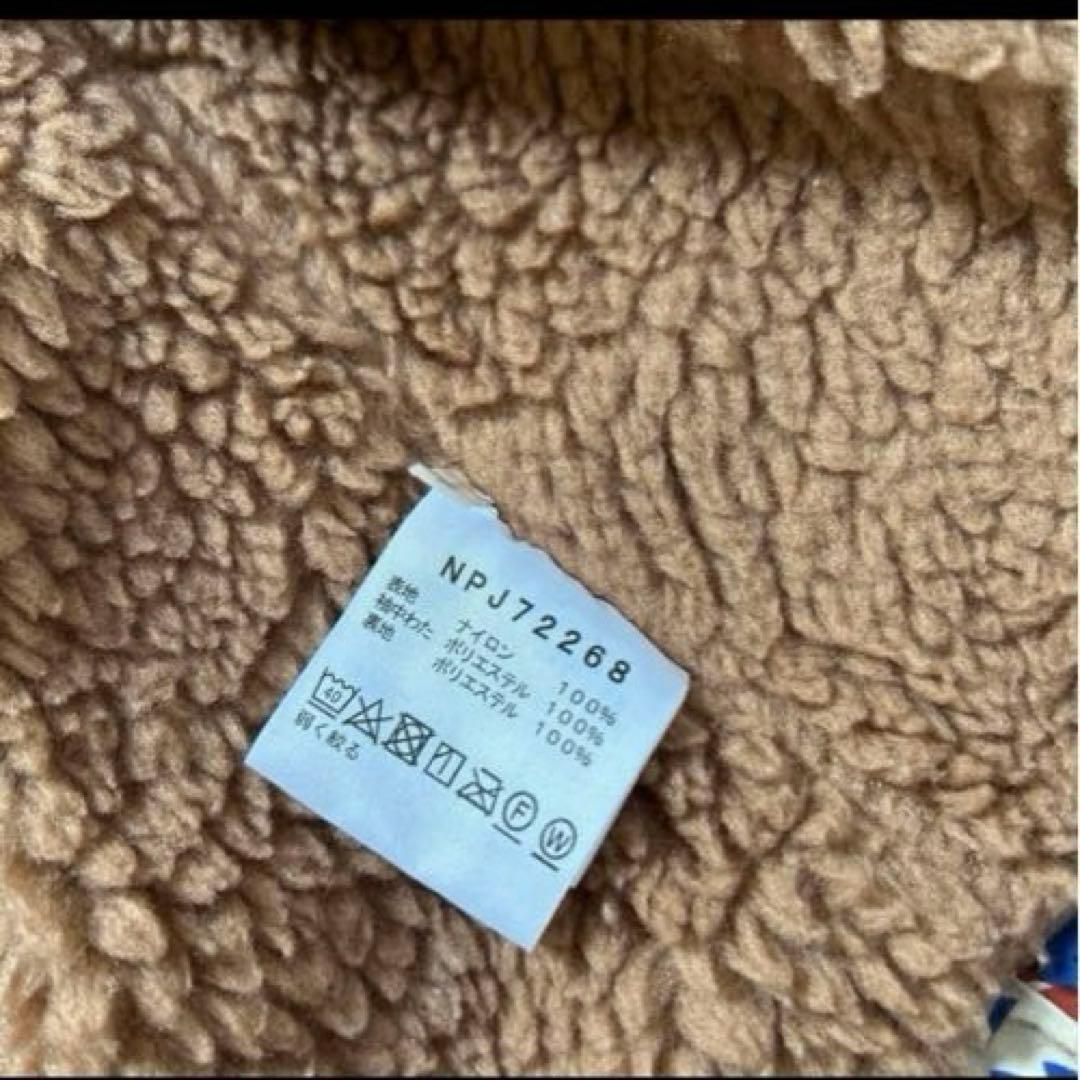 NPJ72268
表地 ナイロン 100%
袖中わた ポリエステル 100%
裏地 ポリエステル 100%
40
F W
弱く絞る